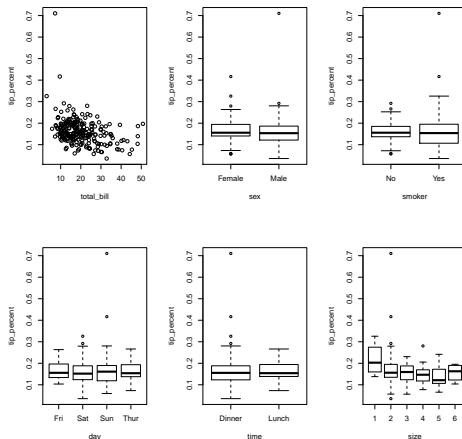 0.7
0.6
0.5
0.4
0.3
0.2
0.1
tip_percent
10 20 30 40 50
total_bill
0.7
0.6
0.5
0.4
0.3
0.2
0.1
tip_percent
Female Male
sex
0.7
0.6
0.5
0.4
0.3
0.2
0.1
tip_percent
No Yes
smoker
0.7
0.6
0.5
0.4
0.3
0.2
0.1
tip_percent
Fri Sat Sun Thur
day
0.7
0.6
0.5
0.4
0.3
0.2
0.1
tip_percent
Dinner Lunch
time
0.7
0.6
0.5
0.4
0.3
0.2
0.1
tip_percent
1 2 3 4 5 6
size